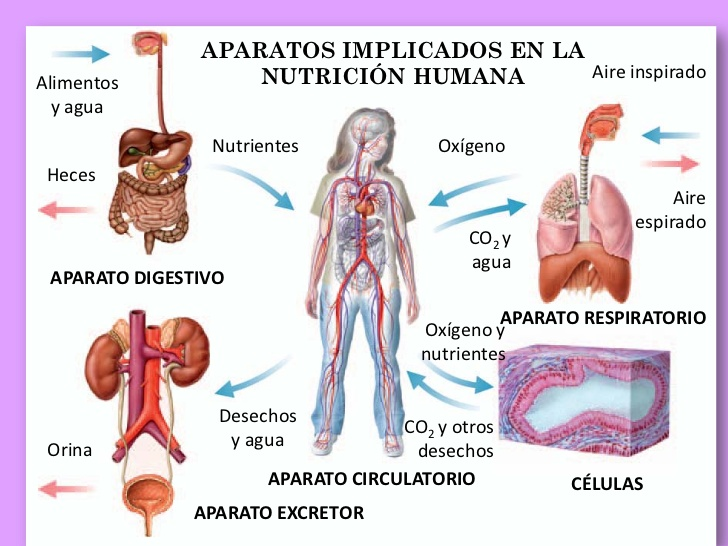 APARATOS IMPLICADOS EN LA
NUTRICIÓN HUMANA
Alimentos
y agua
Aire inspirado
Nutrientes
Oxígeno
Heces
Aire
espirado
CO₂ y
agua
APARATO DIGESTIVO
APARATO RESPIRATORIO
Oxígeno y
nutrientes
Desechos
y agua
CO₂ y otros
desechos
Orina
APARATO CIRCULATORIO
CÉLULAS
APARATO EXCRETOR